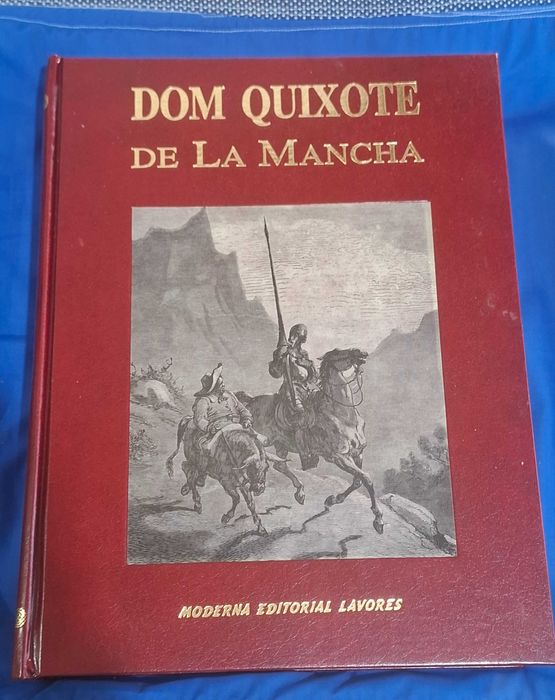 DOM QUIXOTE
DE LA MANCHA
MODERNA EDITORIAL LAVORES